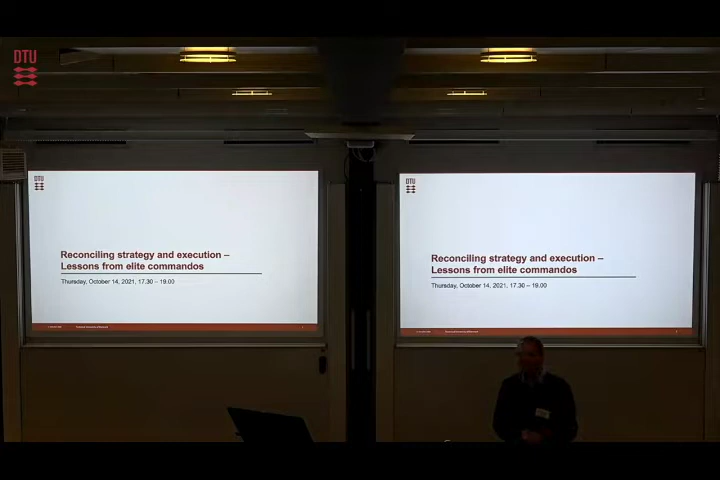 DTU
DTU
Reconciling strategy and execution –
Lessons from elite commandos
Thursday, October 14, 2021, 17.30 – 19.00
DTU
Reconciling strategy and execution –
Lessons from elite commandos
Thursday, October 14, 2021, 17.30 – 19.00